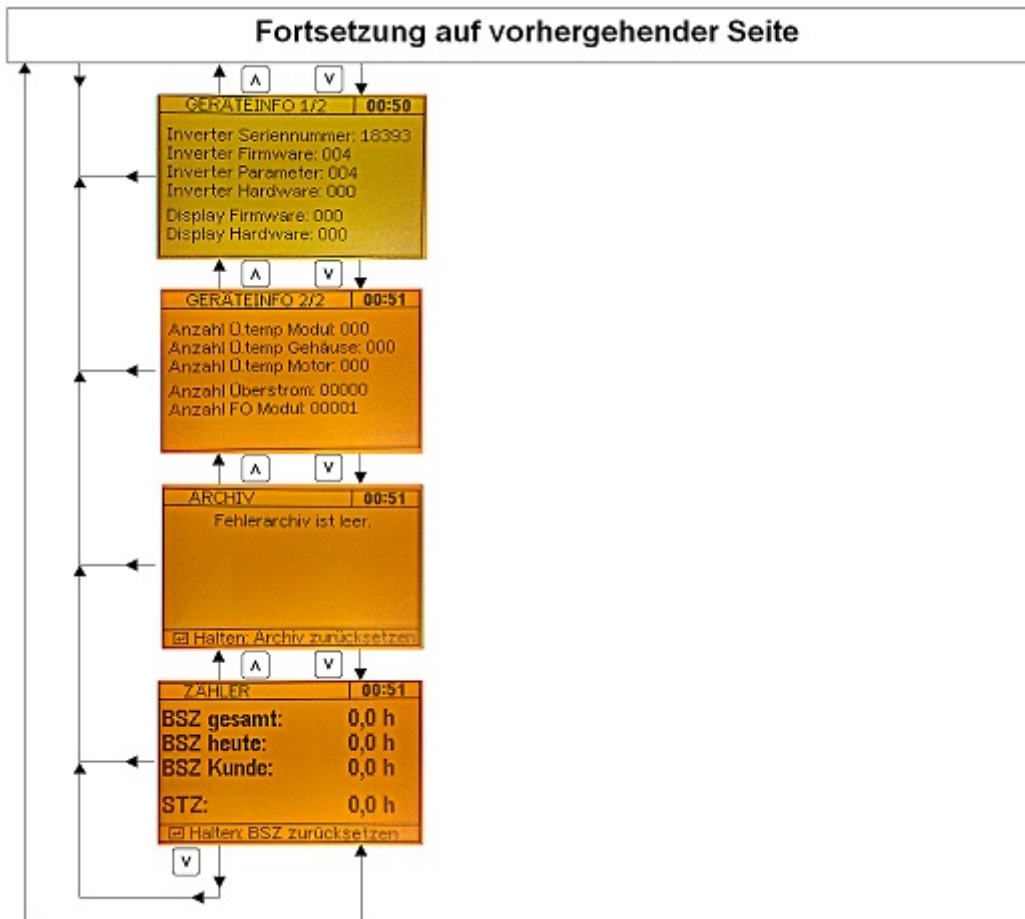 Fortsetzung auf vorhergehender Seite
∧ ∨
GERÄTEINFO 1/2 00:50
Inverter Seriennummer: 18393
Inverter Firmware: 004
Inverter Parameter: 004
Inverter Hardware: 000
Display Firmware: 000
Display Hardware: 000
∧ ∨
GERÄTEINFO 2/2 00:51
Anzahl Ü.temp Modul: 000
Anzahl Ü.temp Gehäuse: 000
Anzahl Ü.temp Motor: 000
Anzahl Überstrom: 00000
Anzahl FO Modul: 00001
∧ ∨
ARCHIV 00:51
Fehlerarchiv ist leer.
Halten: Archiv zurücksetzen
∧ ∨
ZÄHLER 00:51
BSZ gesamt: 0,0 h
BSZ heute: 0,0 h
BSZ Kunde: 0,0 h
STZ: 0,0 h
Halten: BSZ zurücksetzen
∨